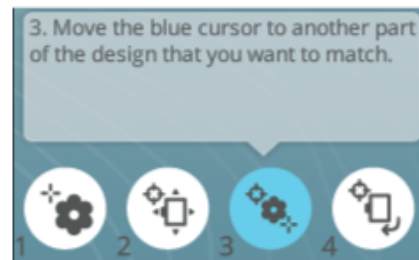 3. Move the blue cursor to another part
of the design that you want to match.
1 2 3 4